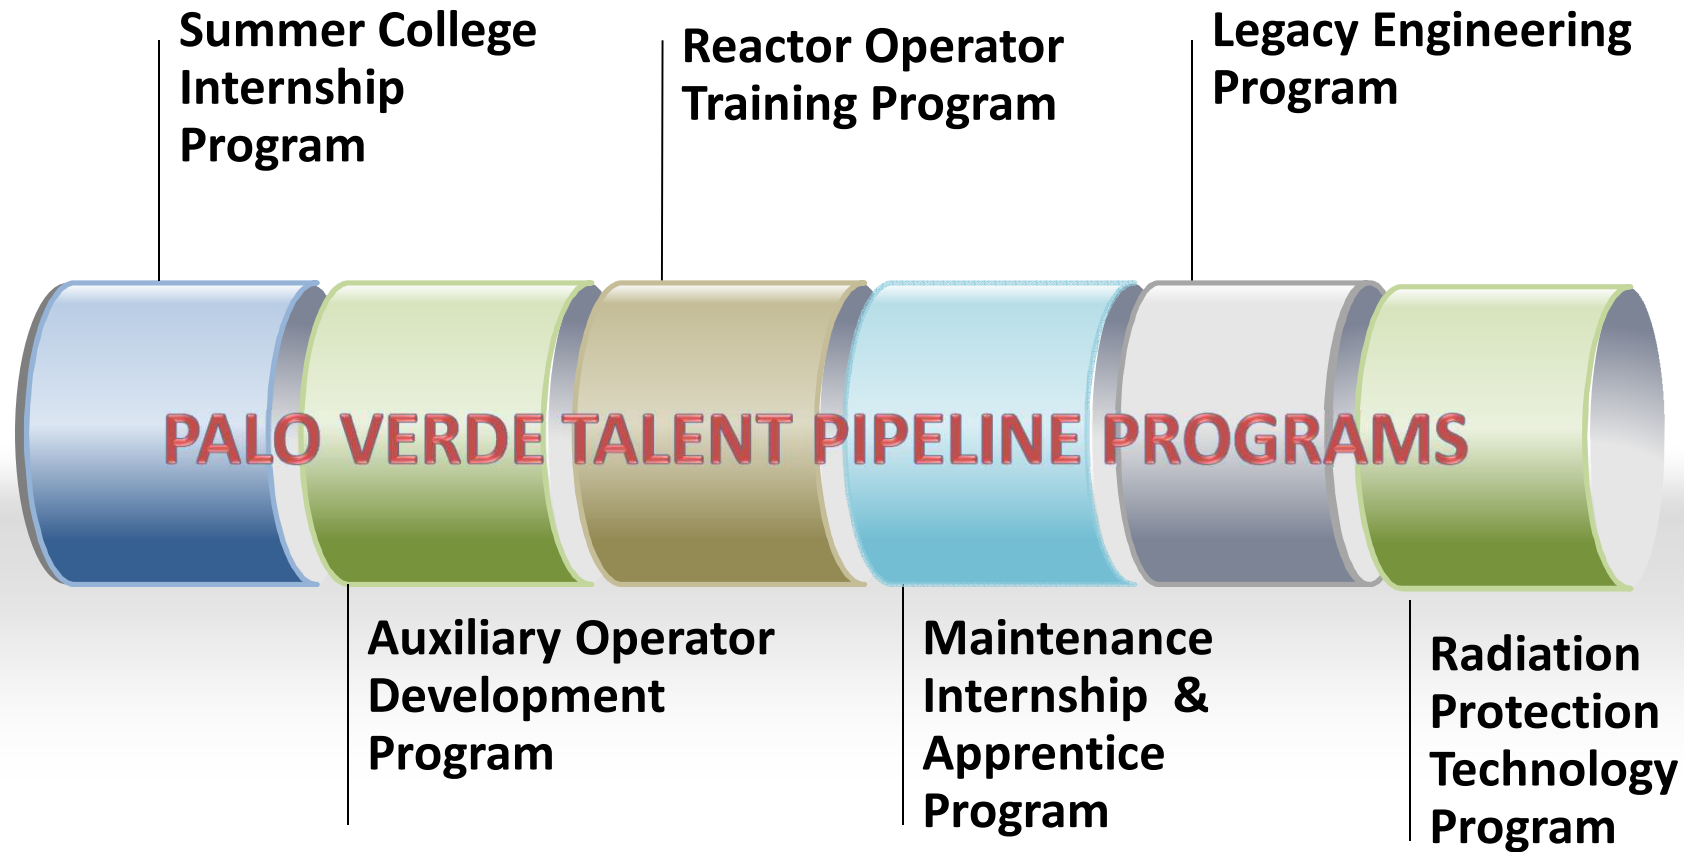 Summer College
Internship
Program
Reactor Operator
Training Program
Legacy Engineering
Program
PALO VERDE TALENT PIPELINE PROGRAMS
Auxiliary Operator
Development
Program
Maintenance
Internship &
Apprentice
Program
Radiation
Protection
Technology
Program